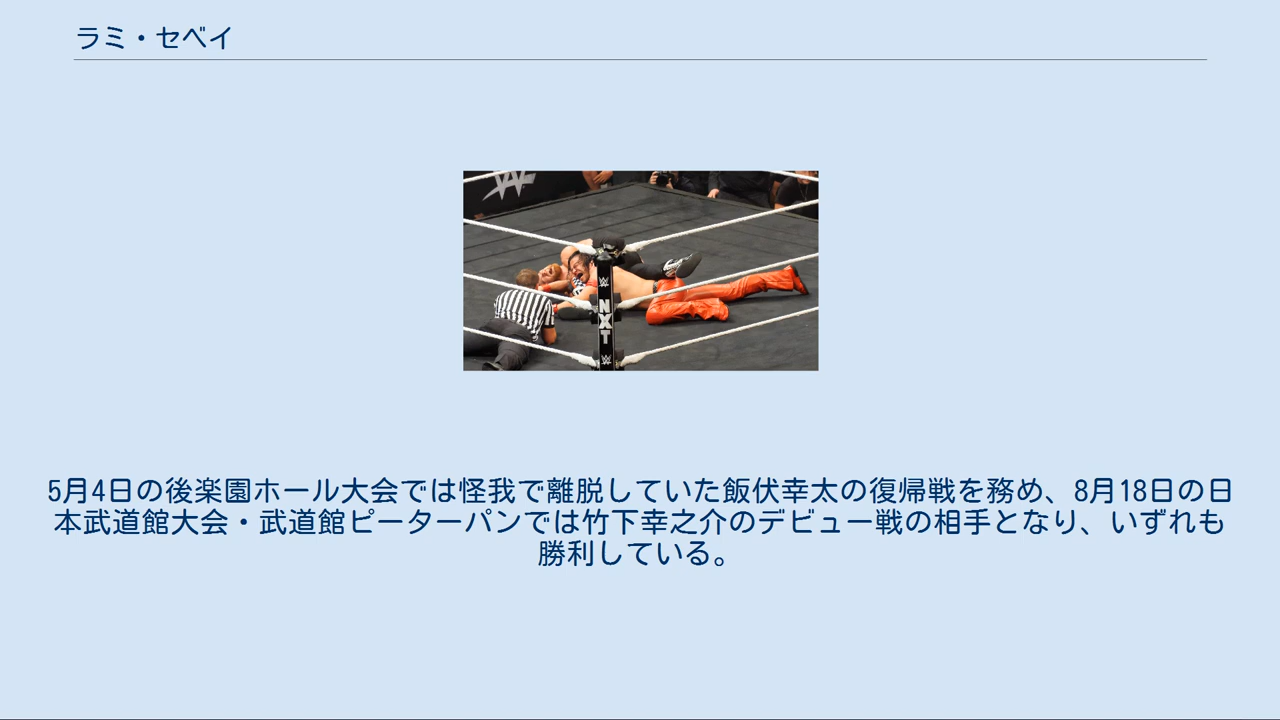 ラミ・セベイ
NXT
5月4日の後楽園ホール大会では怪我で離脱していた飯伏幸太の復帰戦を務め、8月18日の日
本武道館大会・武道館ピーターパンでは竹下幸之介のデビュー戦の相手となり、いずれも
勝利している。